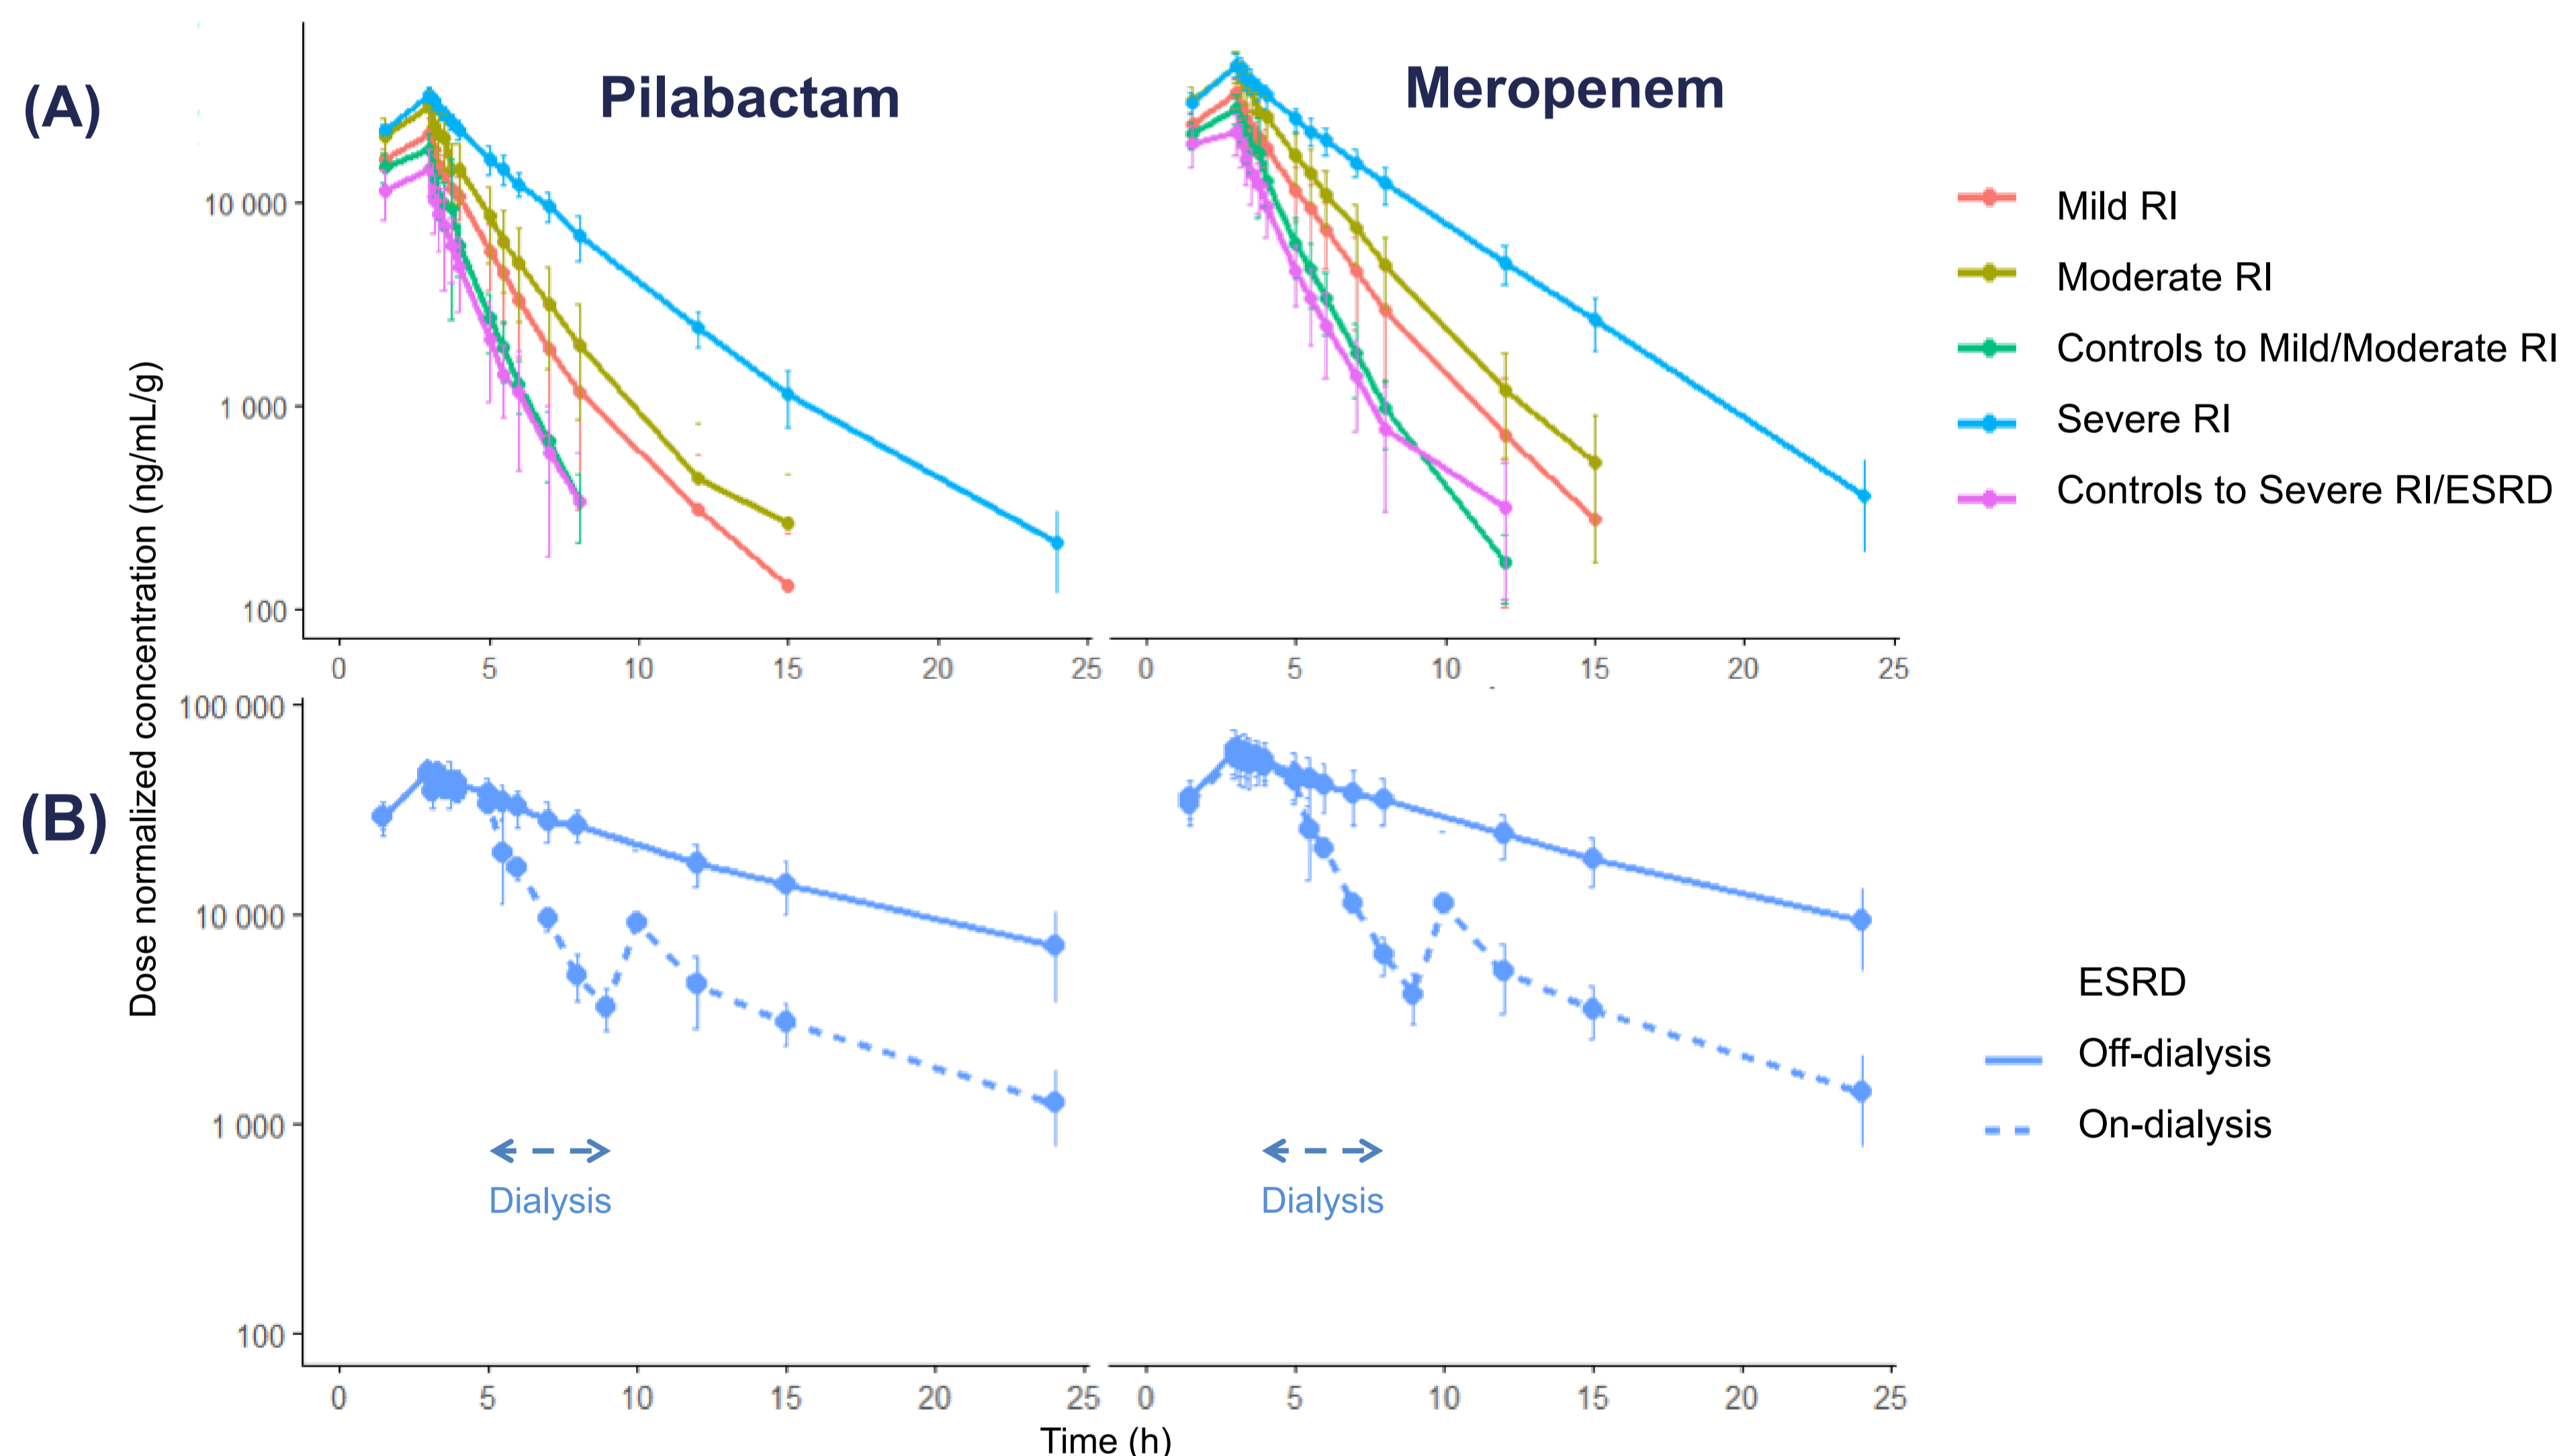 (A)
Pilabactam
Meropenem
10 000
1 000
100
0 5 10 15 20 25
0 5 10 15 20 25
Mild RI
Moderate RI
Controls to Mild/Moderate RI
Severe RI
Controls to Severe RI/ESRD
Dose normalized concentration (ng/mL/g)
(B)
100 000
10 000
1 000
100
Dialysis
Dialysis
0 5 10 15 20 25
0 5 10 15 20 25
Time (h)
ESRD
Off-dialysis
On-dialysis